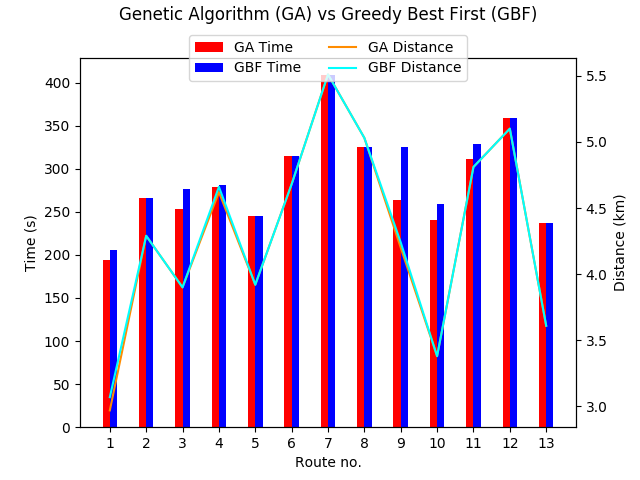 Genetic Algorithm (GA) vs Greedy Best First (GBF)
GA Time
GBF Time
GA Distance
GBF Distance
400
350
300
250
200
150
100
50
0
Time (s)
5.5
5.0
4.5
4.0
3.5
3.0
Distance (km)
1 2 3 4 5 6 7 8 9 10 11 12 13
Route no.